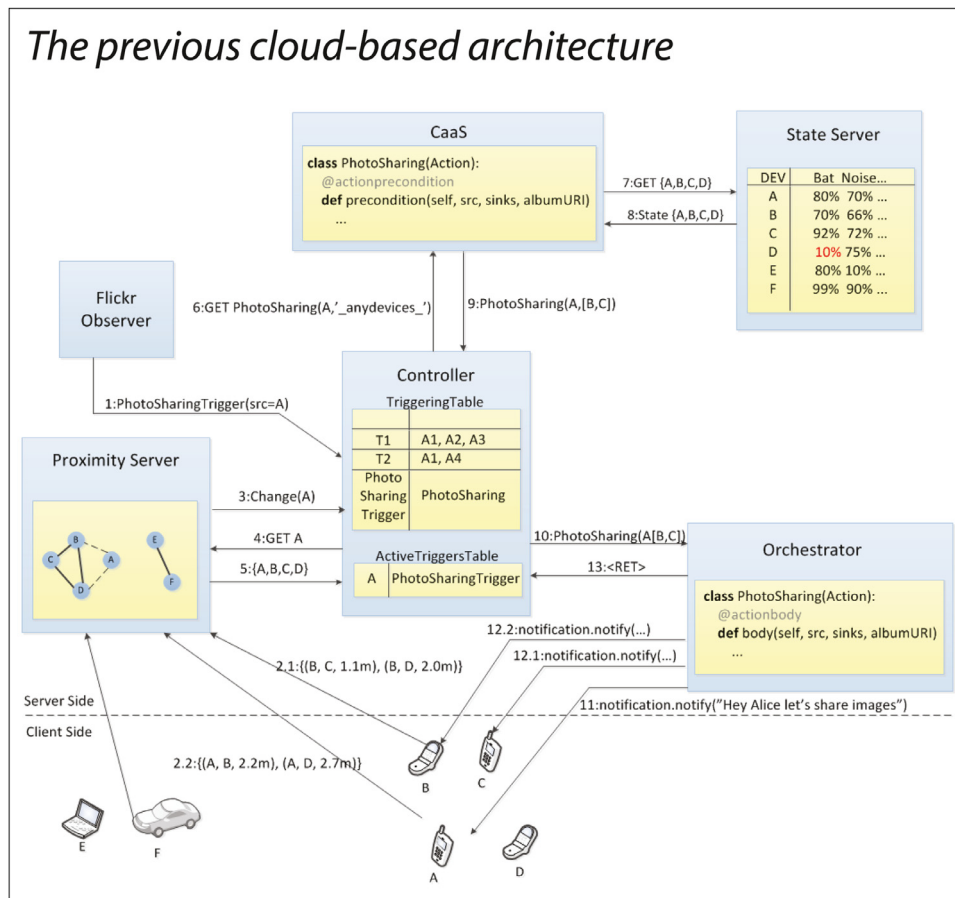 The previous cloud-based architecture
CaaS
class PhotoSharing(Action):
@actionprecondition
def precondition(self, src, sinks, albumURI)
...
State Server
DEV Bat Noise...
A 80% 70% ...
B 70% 66% ...
C 92% 72% ...
D 10% 75% ...
E 80% 10% ...
F 99% 90% ...
7:GET {A,B,C,D}
8:State {A,B,C,D}
Flickr
Observer
6:GET PhotoSharing(A,'_anydevices_')
9:PhotoSharing(A,[B,C])
1:PhotoSharingTrigger(src=A)
Controller
TriggeringTable
T1 A1, A2, A3
T2 A1, A4
Photo
Sharing
Trigger
PhotoSharing
ActiveTriggersTable
A PhotoSharingTrigger
Proximity Server
B
C
A
D
E
F
3:Change(A)
4:GET A
5:{A,B,C,D}
10:PhotoSharing(A[B,C])
13:<RET>
Orchestrator
class PhotoSharing(Action):
@actionbody
def body(self, src, sinks, albumURI)
...
12.2:notification.notify(...)
12.1:notification.notify(...)
2.1:{(B, C, 1.1m), (B, D, 2.0m)}
11:notification.notify("Hey Alice let's share images")
Server Side
Client Side
2.2:{(A, B, 2.2m), (A, D, 2.7m)}
B
C
E
F
A
D